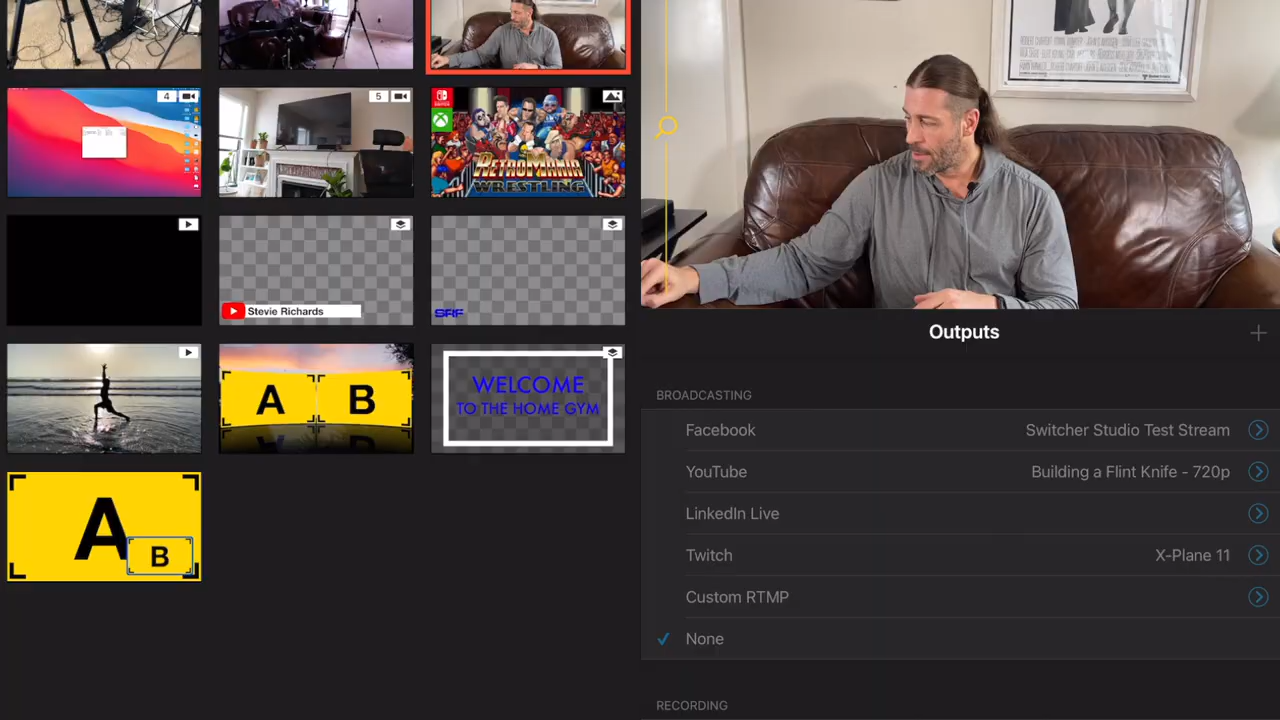 4
5
RETROMANIA
WRESTLING
Stevie Richards
SRF
A B
WELCOME
TO THE HOME GYM
A
B
Outputs
BROADCASTING
Facebook Switcher Studio Test Stream
YouTube Building a Flint Knife - 720p
LinkedIn Live
Twitch X-Plane 11
Custom RTMP
None
RECORDING